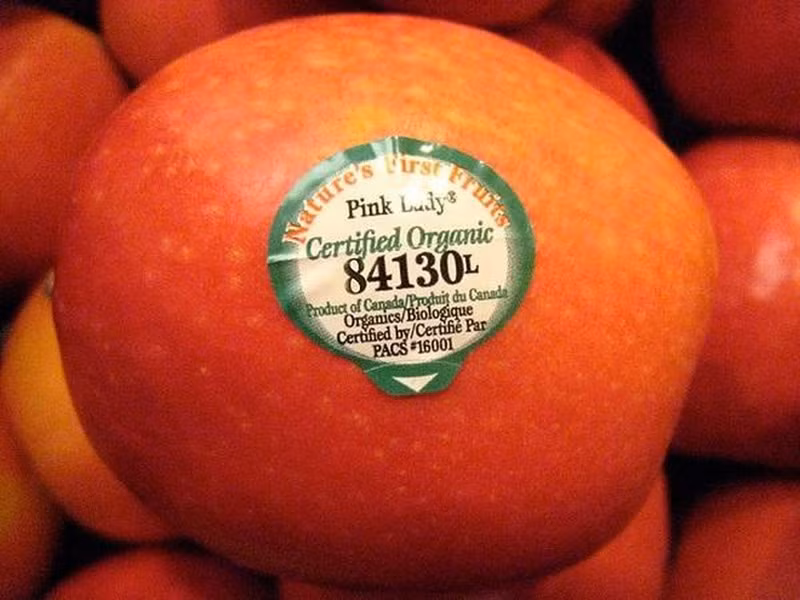 Nature's First Fruits
Pink Lady®
Certified Organic
84130L
Product of Canada/Produit du Canada
Organics/Biologique
Certified by/Certifié Par
PACS #16001